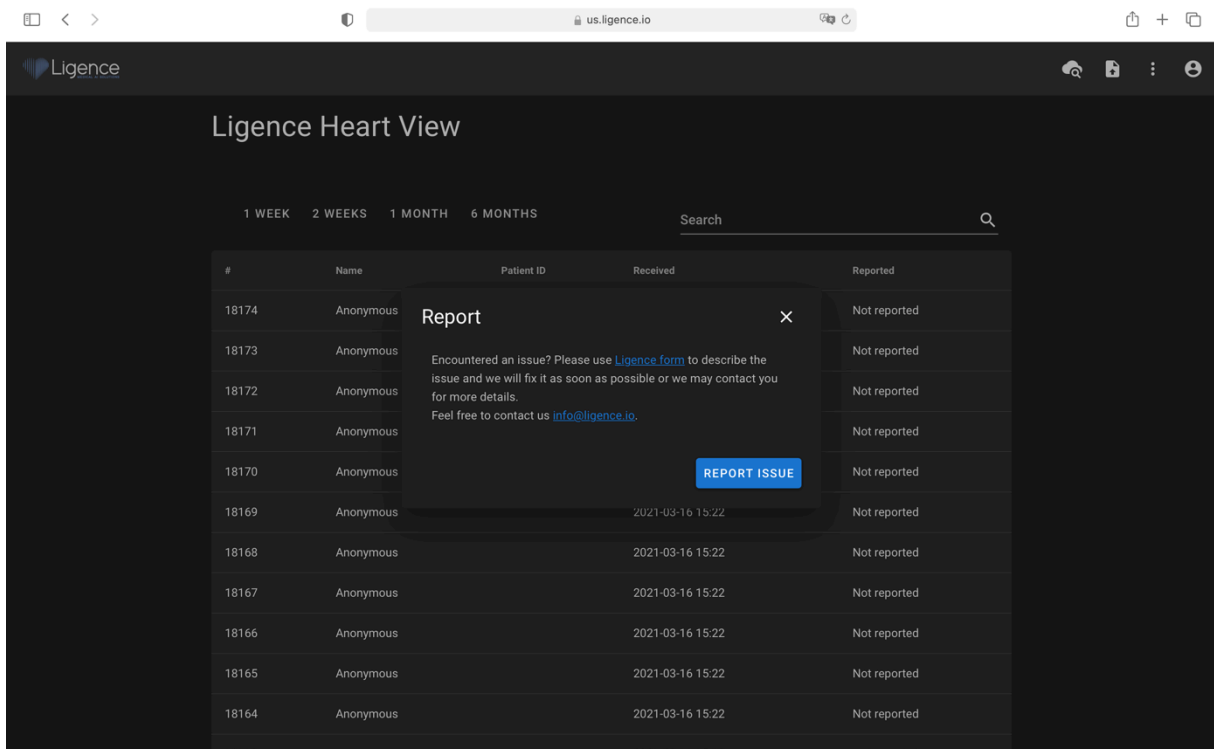 us.ligence.io
Ligence
Ligence Heart View
1 WEEK 2 WEEKS 1 MONTH 6 MONTHS Search
# Name Patient ID Received Reported
18174 Anonymous Not reported
18173 Anonymous Not reported
18172 Anonymous Not reported
18171 Anonymous Not reported
18170 Anonymous Not reported
Report
Encountered an issue? Please use Ligence form to describe the
issue and we will fix it as soon as possible or we may contact you
for more details.
Feel free to contact us info@ligence.io.
REPORT ISSUE
18169 Anonymous 2021-03-16 15:22 Not reported
18168 Anonymous 2021-03-16 15:22 Not reported
18167 Anonymous 2021-03-16 15:22 Not reported
18166 Anonymous 2021-03-16 15:22 Not reported
18165 Anonymous 2021-03-16 15:22 Not reported
18164 Anonymous 2021-03-16 15:22 Not reported